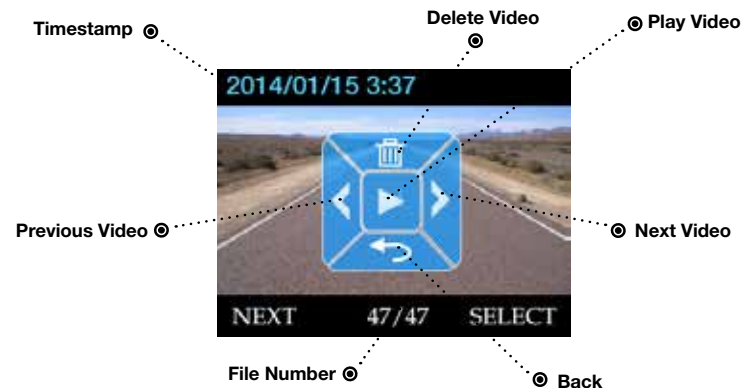 Delete Video
Timestamp
Play Video
2014/01/15 3:37
Previous Video
Next Video
NEXT 47/47 SELECT
File Number
Back